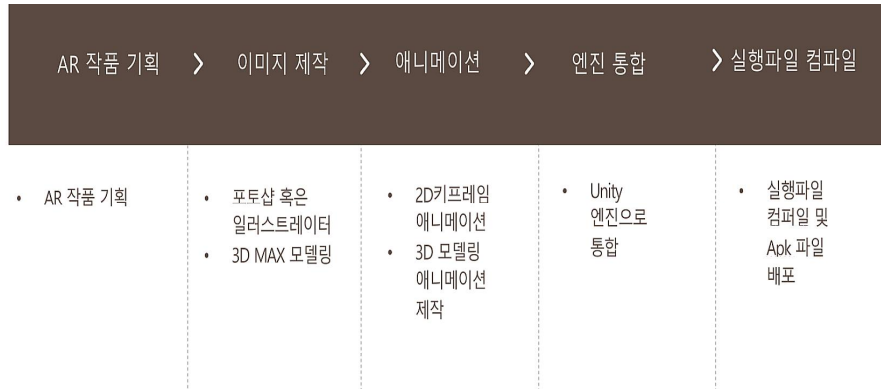 AR 작품 기획 > 이미지 제작 > 애니메이션 > 엔진 통합 > 실행파일 컴파일
• AR 작품 기획
• 포토샵 혹은
일러스트레이터
• 3D MAX 모델링
• 2D키프레임
애니메이션
• 3D 모델링
애니메이션
제작
• Unity
엔진으로
통합
• 실행파일
컴퍼일 및
Apk 파일
배포